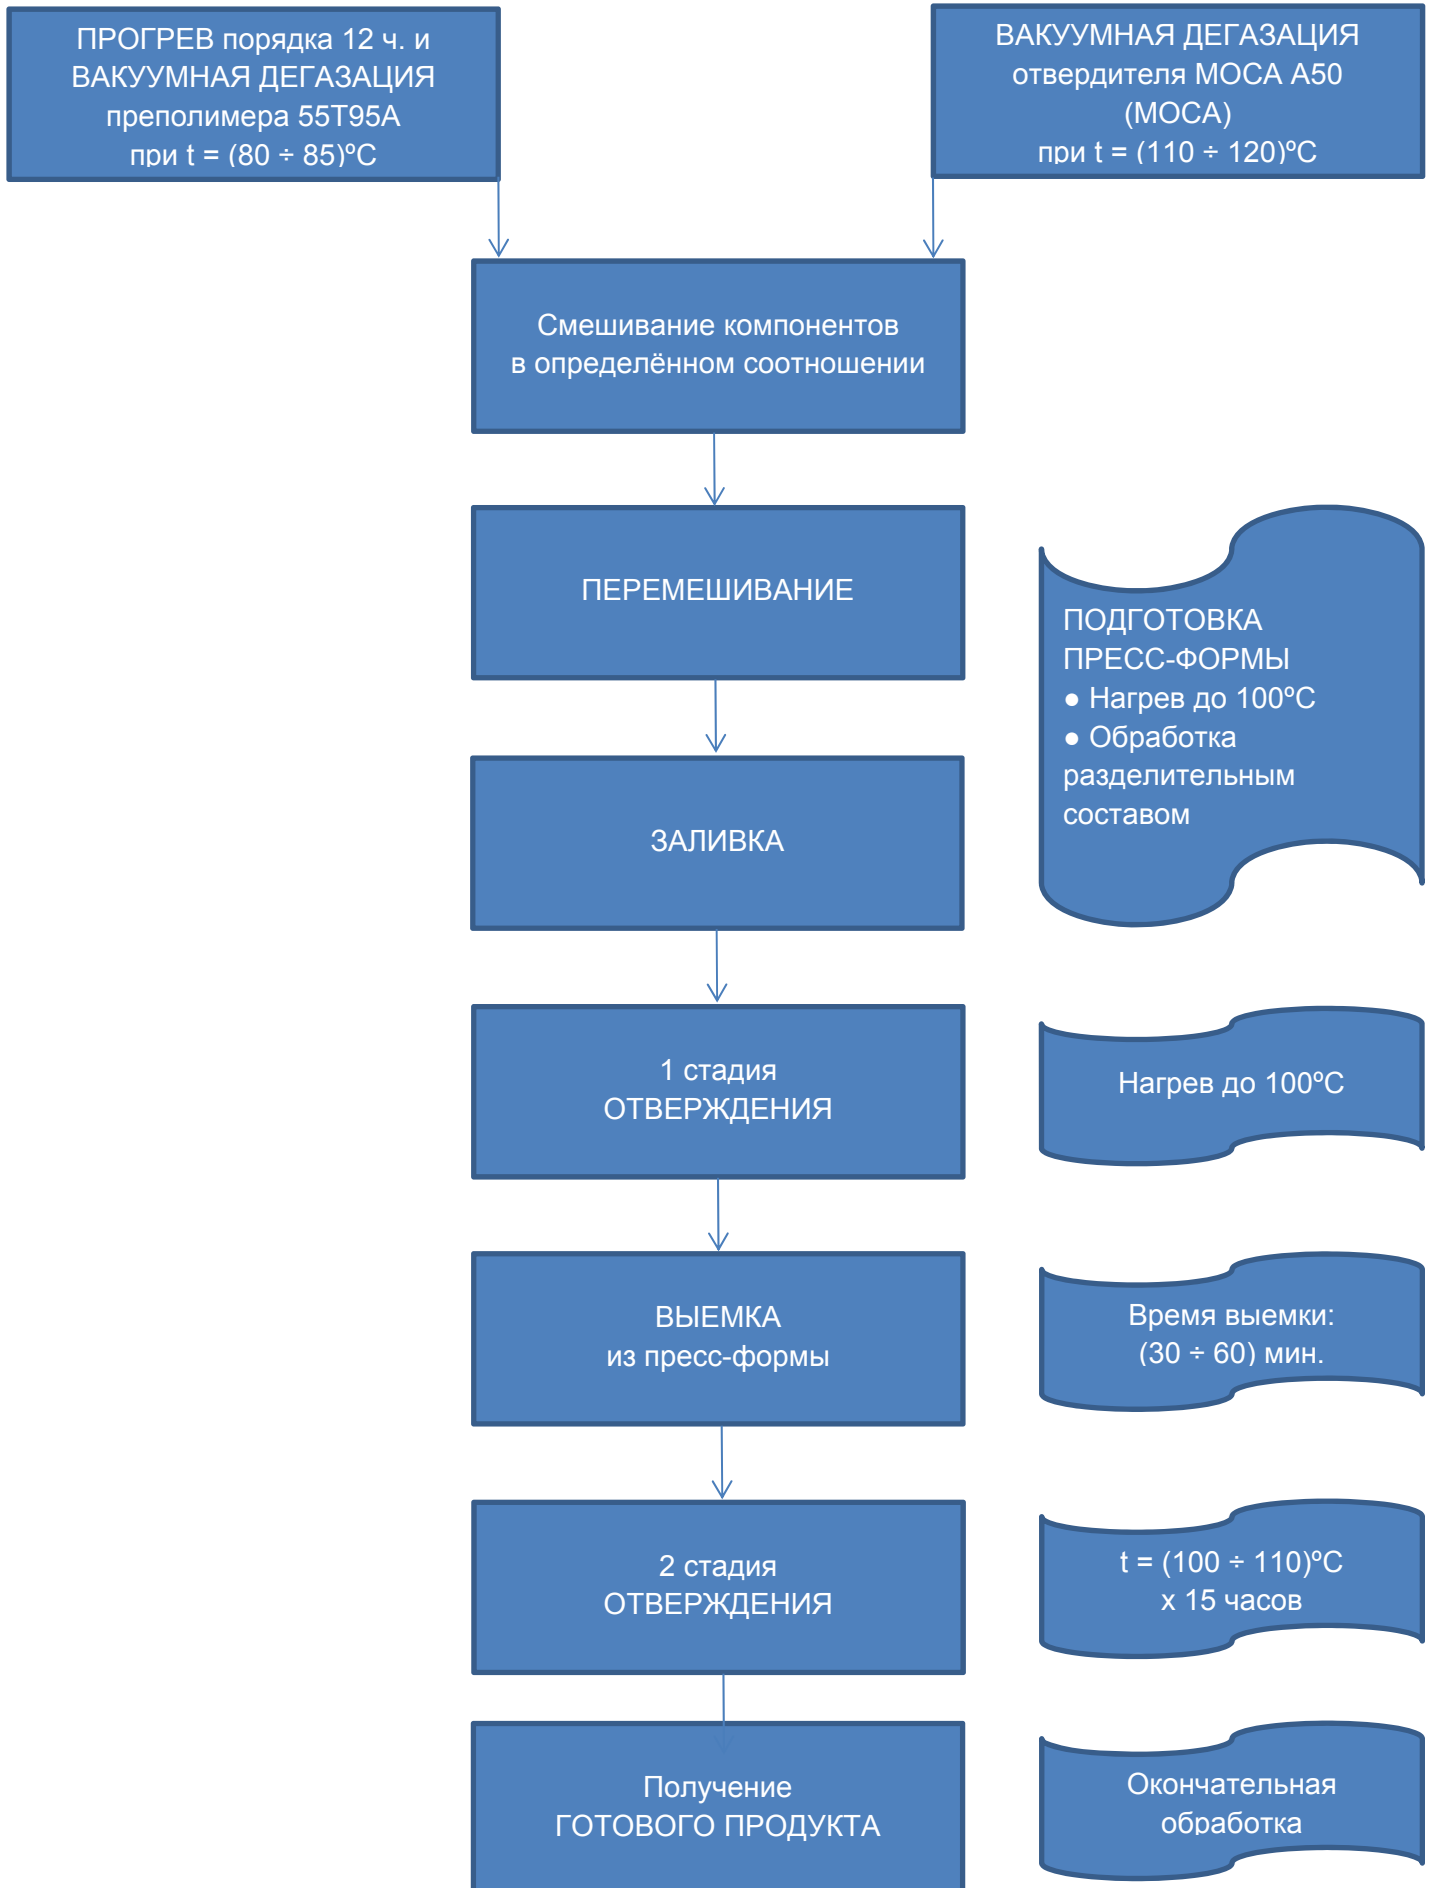 ПРОГРЕВ порядка 12 ч. и
ВАКУУМНАЯ ДЕГАЗАЦИЯ
преполимера 55Т95А
при t = (80 ÷ 85)ºС
ВАКУУМНАЯ ДЕГАЗАЦИЯ
отвердителя МОСА А50
(МОСА)
при t = (110 ÷ 120)ºС
Смешивание компонентов
в определённом соотношении
ПЕРЕМЕШИВАНИЕ
ПОДГОТОВКА
ПРЕСС-ФОРМЫ
● Нагрев до 100ºС
● Обработка
разделительным
составом
ЗАЛИВКА
1 стадия
ОТВЕРЖДЕНИЯ
Нагрев до 100ºС
ВЫЕМКА
из пресс-формы
Время выемки:
(30 ÷ 60) мин.
2 стадия
ОТВЕРЖДЕНИЯ
t = (100 ÷ 110)ºС
х 15 часов
Получение
ГОТОВОГО ПРОДУКТА
Окончательная
обработка